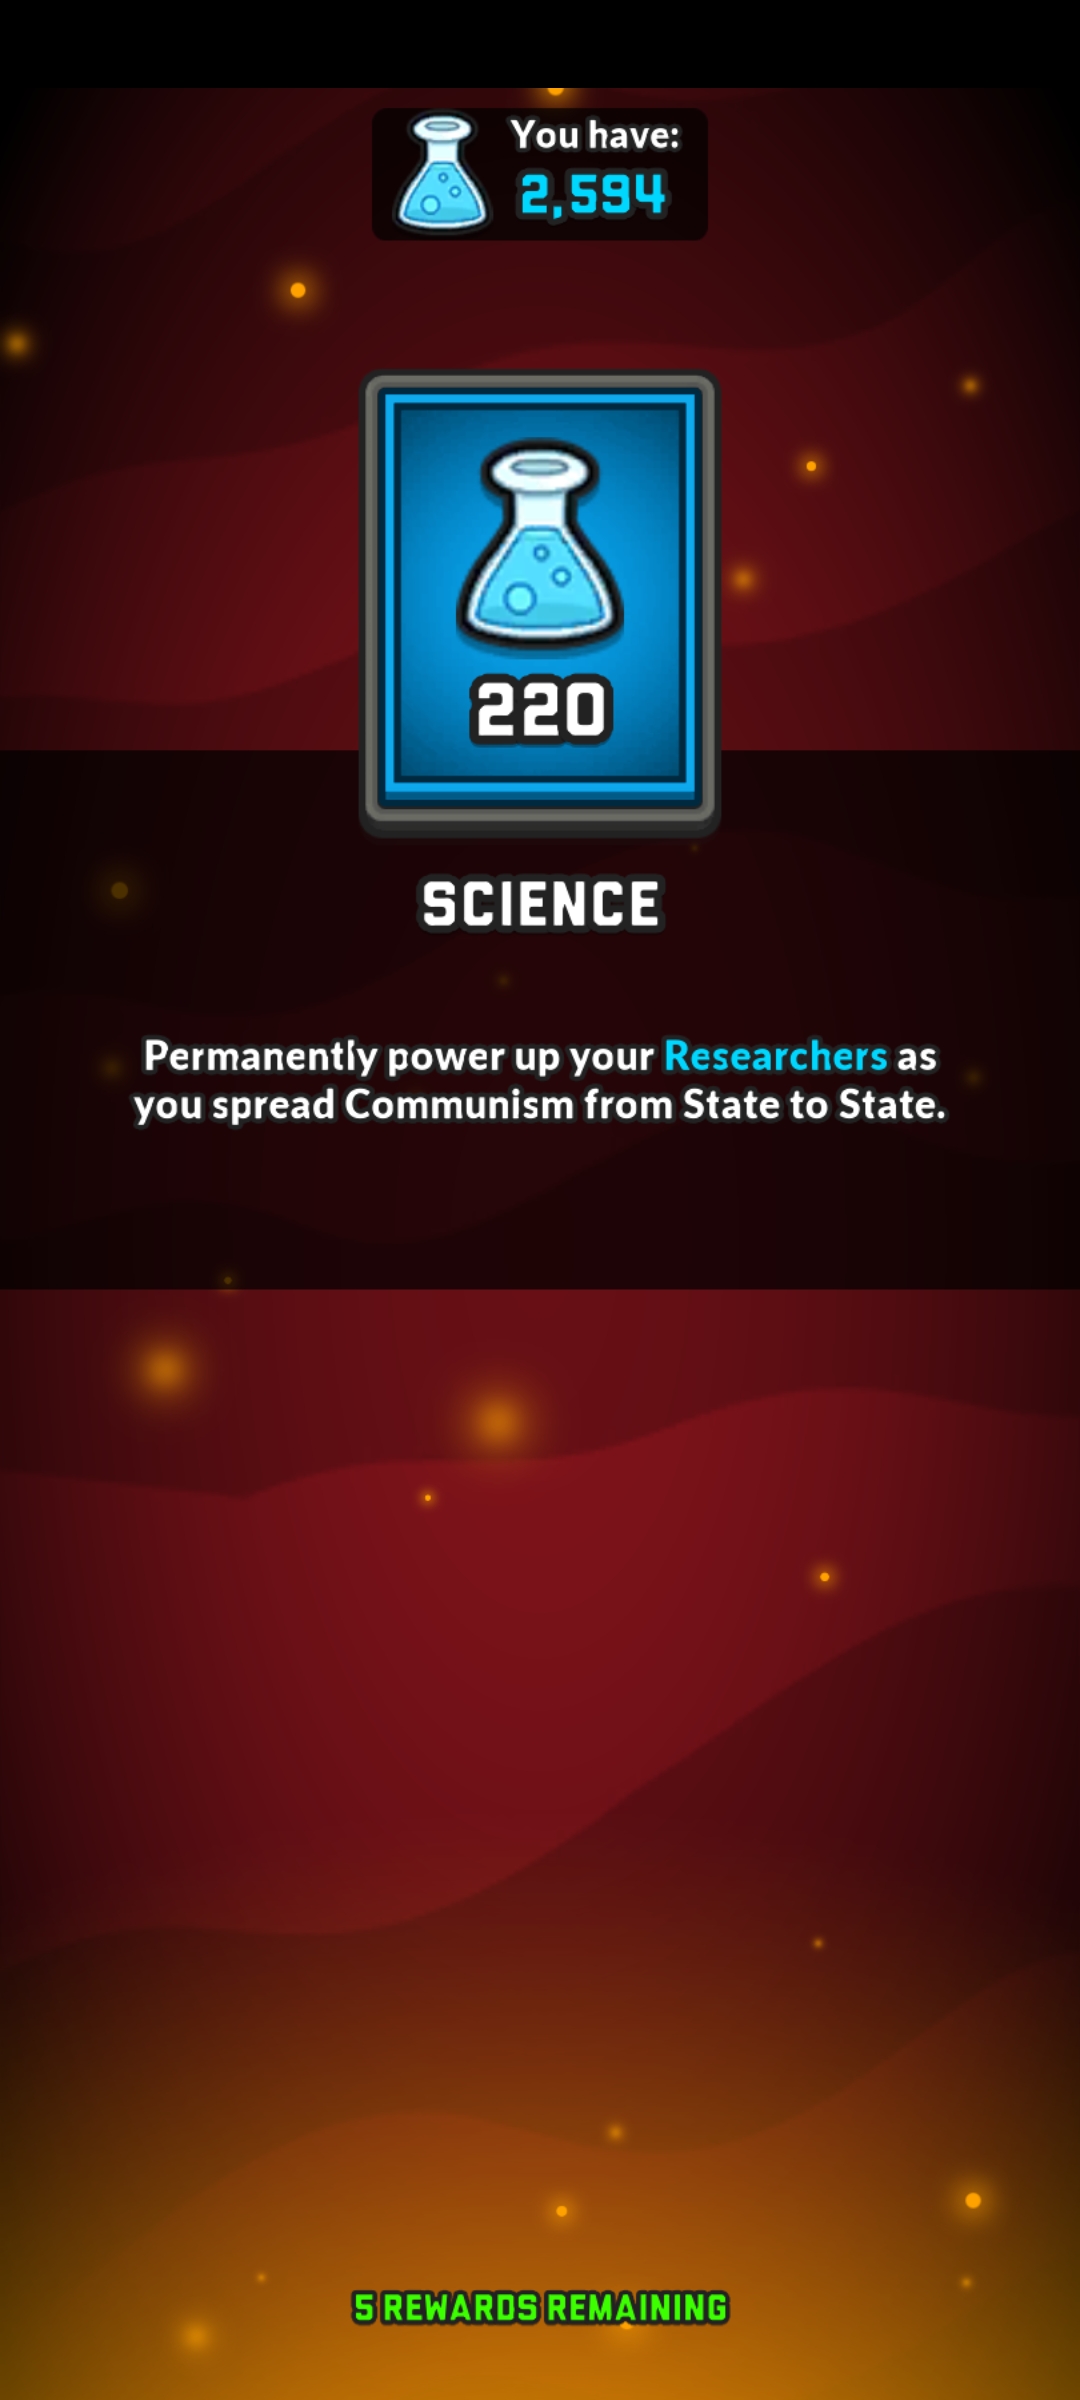 You have:
2,594
220
SCIENCE
Permanently power up your Researchers as
you spread Communism from State to State.
5 REWARDS REMAINING